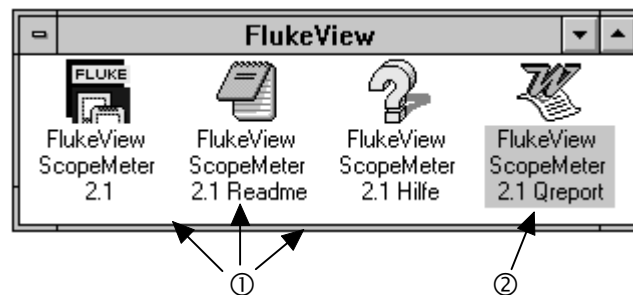 FlukeView
FLUKE
FlukeView
ScopeMeter
2.1
FlukeView
ScopeMeter
2.1 Readme
FlukeView
ScopeMeter
2.1 Hilfe
W
FlukeView
ScopeMeter
2.1 Qreport
①
②